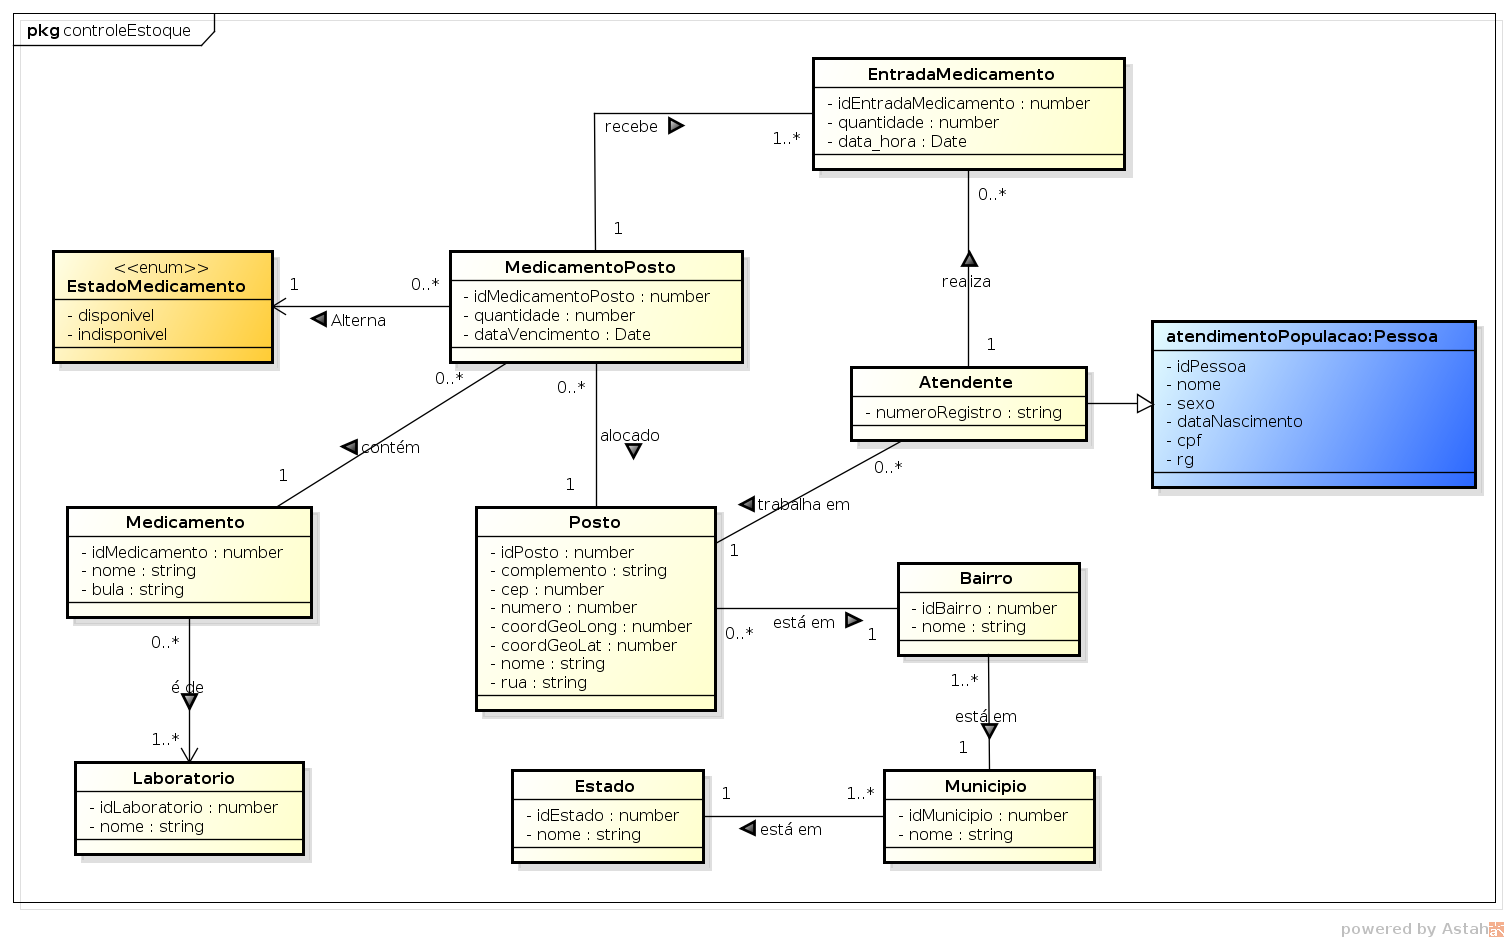 pkg controleEstoque
EntradaMedicamento
- idEntradaMedicamento : number
- quantidade : number
- data_hora : Date
recebe
1..*
1
0..*
realiza
1
<<enum>>
EstadoMedicamento
- disponivel
- indisponivel
1
0..*
Alterna
MedicamentoPosto
- idMedicamentoPosto : number
- quantidade : number
- dataVencimento : Date
atendimentoPopulacao:Pessoa
- idPessoa
- nome
- sexo
- dataNascimento
- cpf
- rg
Atendente
- numeroRegistro : string
0..*
contém
1
0..*
alocado
1
0..*
trabalha em
1
Medicamento
- idMedicamento : number
- nome : string
- bula : string
Posto
- idPosto : number
- complemento : string
- cep : number
- numero : number
- coordGeoLong : number
- coordGeoLat : number
- nome : string
- rua : string
Bairro
- idBairro : number
- nome : string
0..*
está em
1
0..*
é de
1..*
1..*
está em
1
Laboratorio
- idLaboratorio : number
- nome : string
Estado
- idEstado : number
- nome : string
1
1..*
está em
Municipio
- idMunicipio : number
- nome : string
powered by Astah